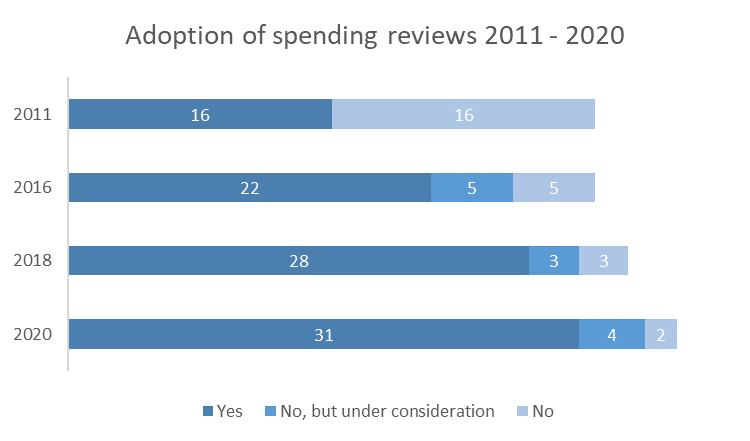 Adoption of spending reviews 2011 - 2020
2011 16 16
2016 22 5 5
2018 28 3 3
2020 31 4 2
Yes No, but under consideration No